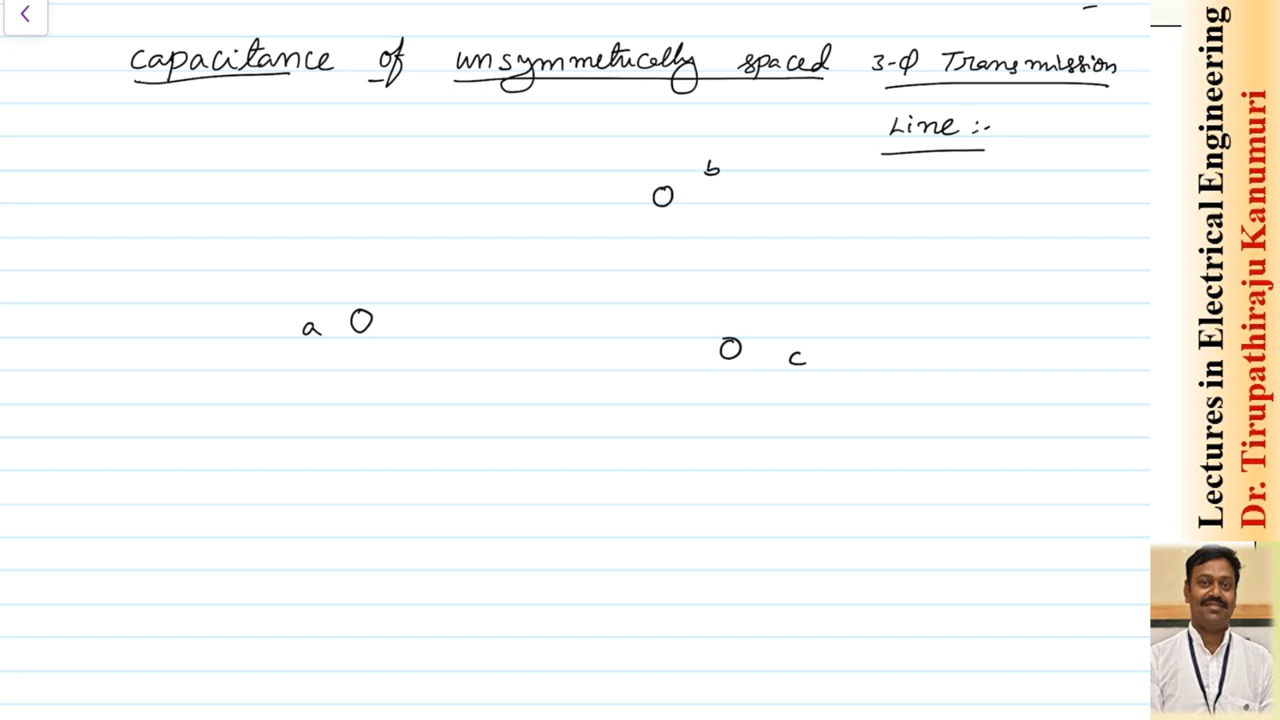 capacitance of unsymmetrically spaced 3-Φ Transmission
Line :-
b
a
c
Lectures in Electrical Engineering
Dr. Tirupathiraju Kanumuri